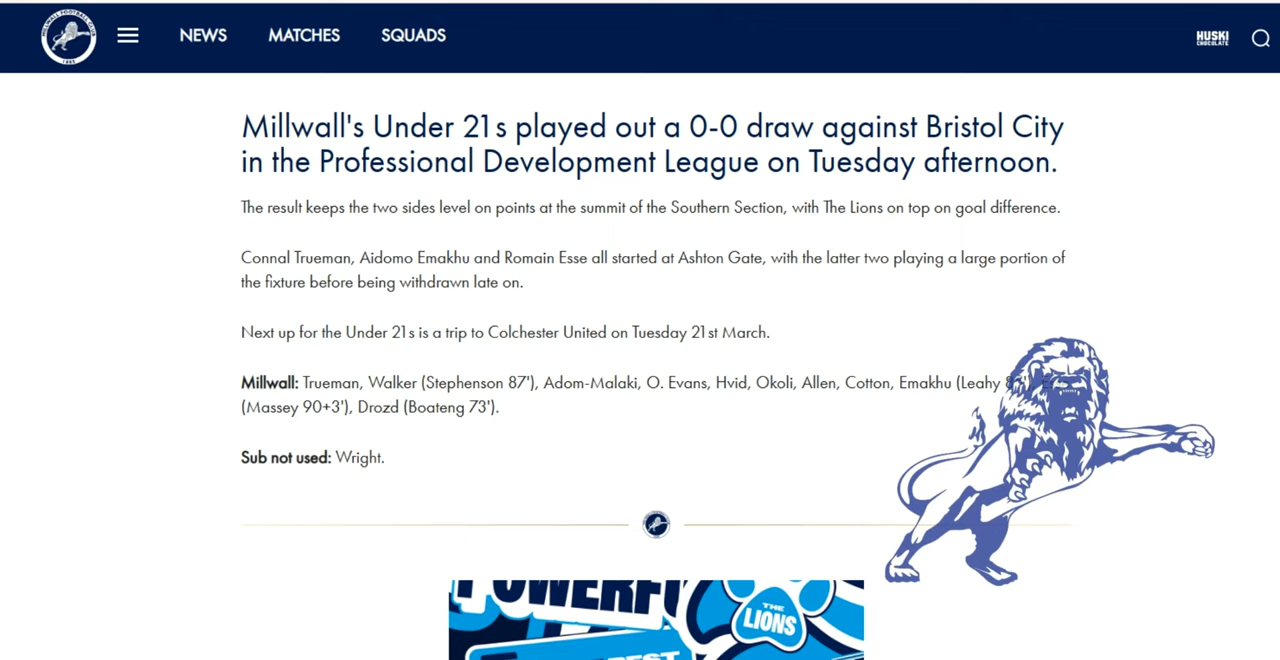 MILLWALL FOOTBALL CLUB
1885
NEWS MATCHES SQUADS
HUSKI
CHOCOLATE
Millwall's Under 21s played out a 0-0 draw against Bristol City
in the Professional Development League on Tuesday afternoon.
The result keeps the two sides level on points at the summit of the Southern Section, with The Lions on top on goal difference.
Connal Trueman, Aidomo Emakhu and Romain Esse all started at Ashton Gate, with the latter two playing a large portion of
the fixture before being withdrawn late on.
Next up for the Under 21s is a trip to Colchester United on Tuesday 21st March.
Millwall: Trueman, Walker (Stephenson 87'), Adom-Malaki, O. Evans, Hvid, Okoli, Allen, Cotton, Emakhu (Leahy
(Massey 90+3'), Drozd (Boateng 73').
Sub not used: Wright.
THE
LIONS